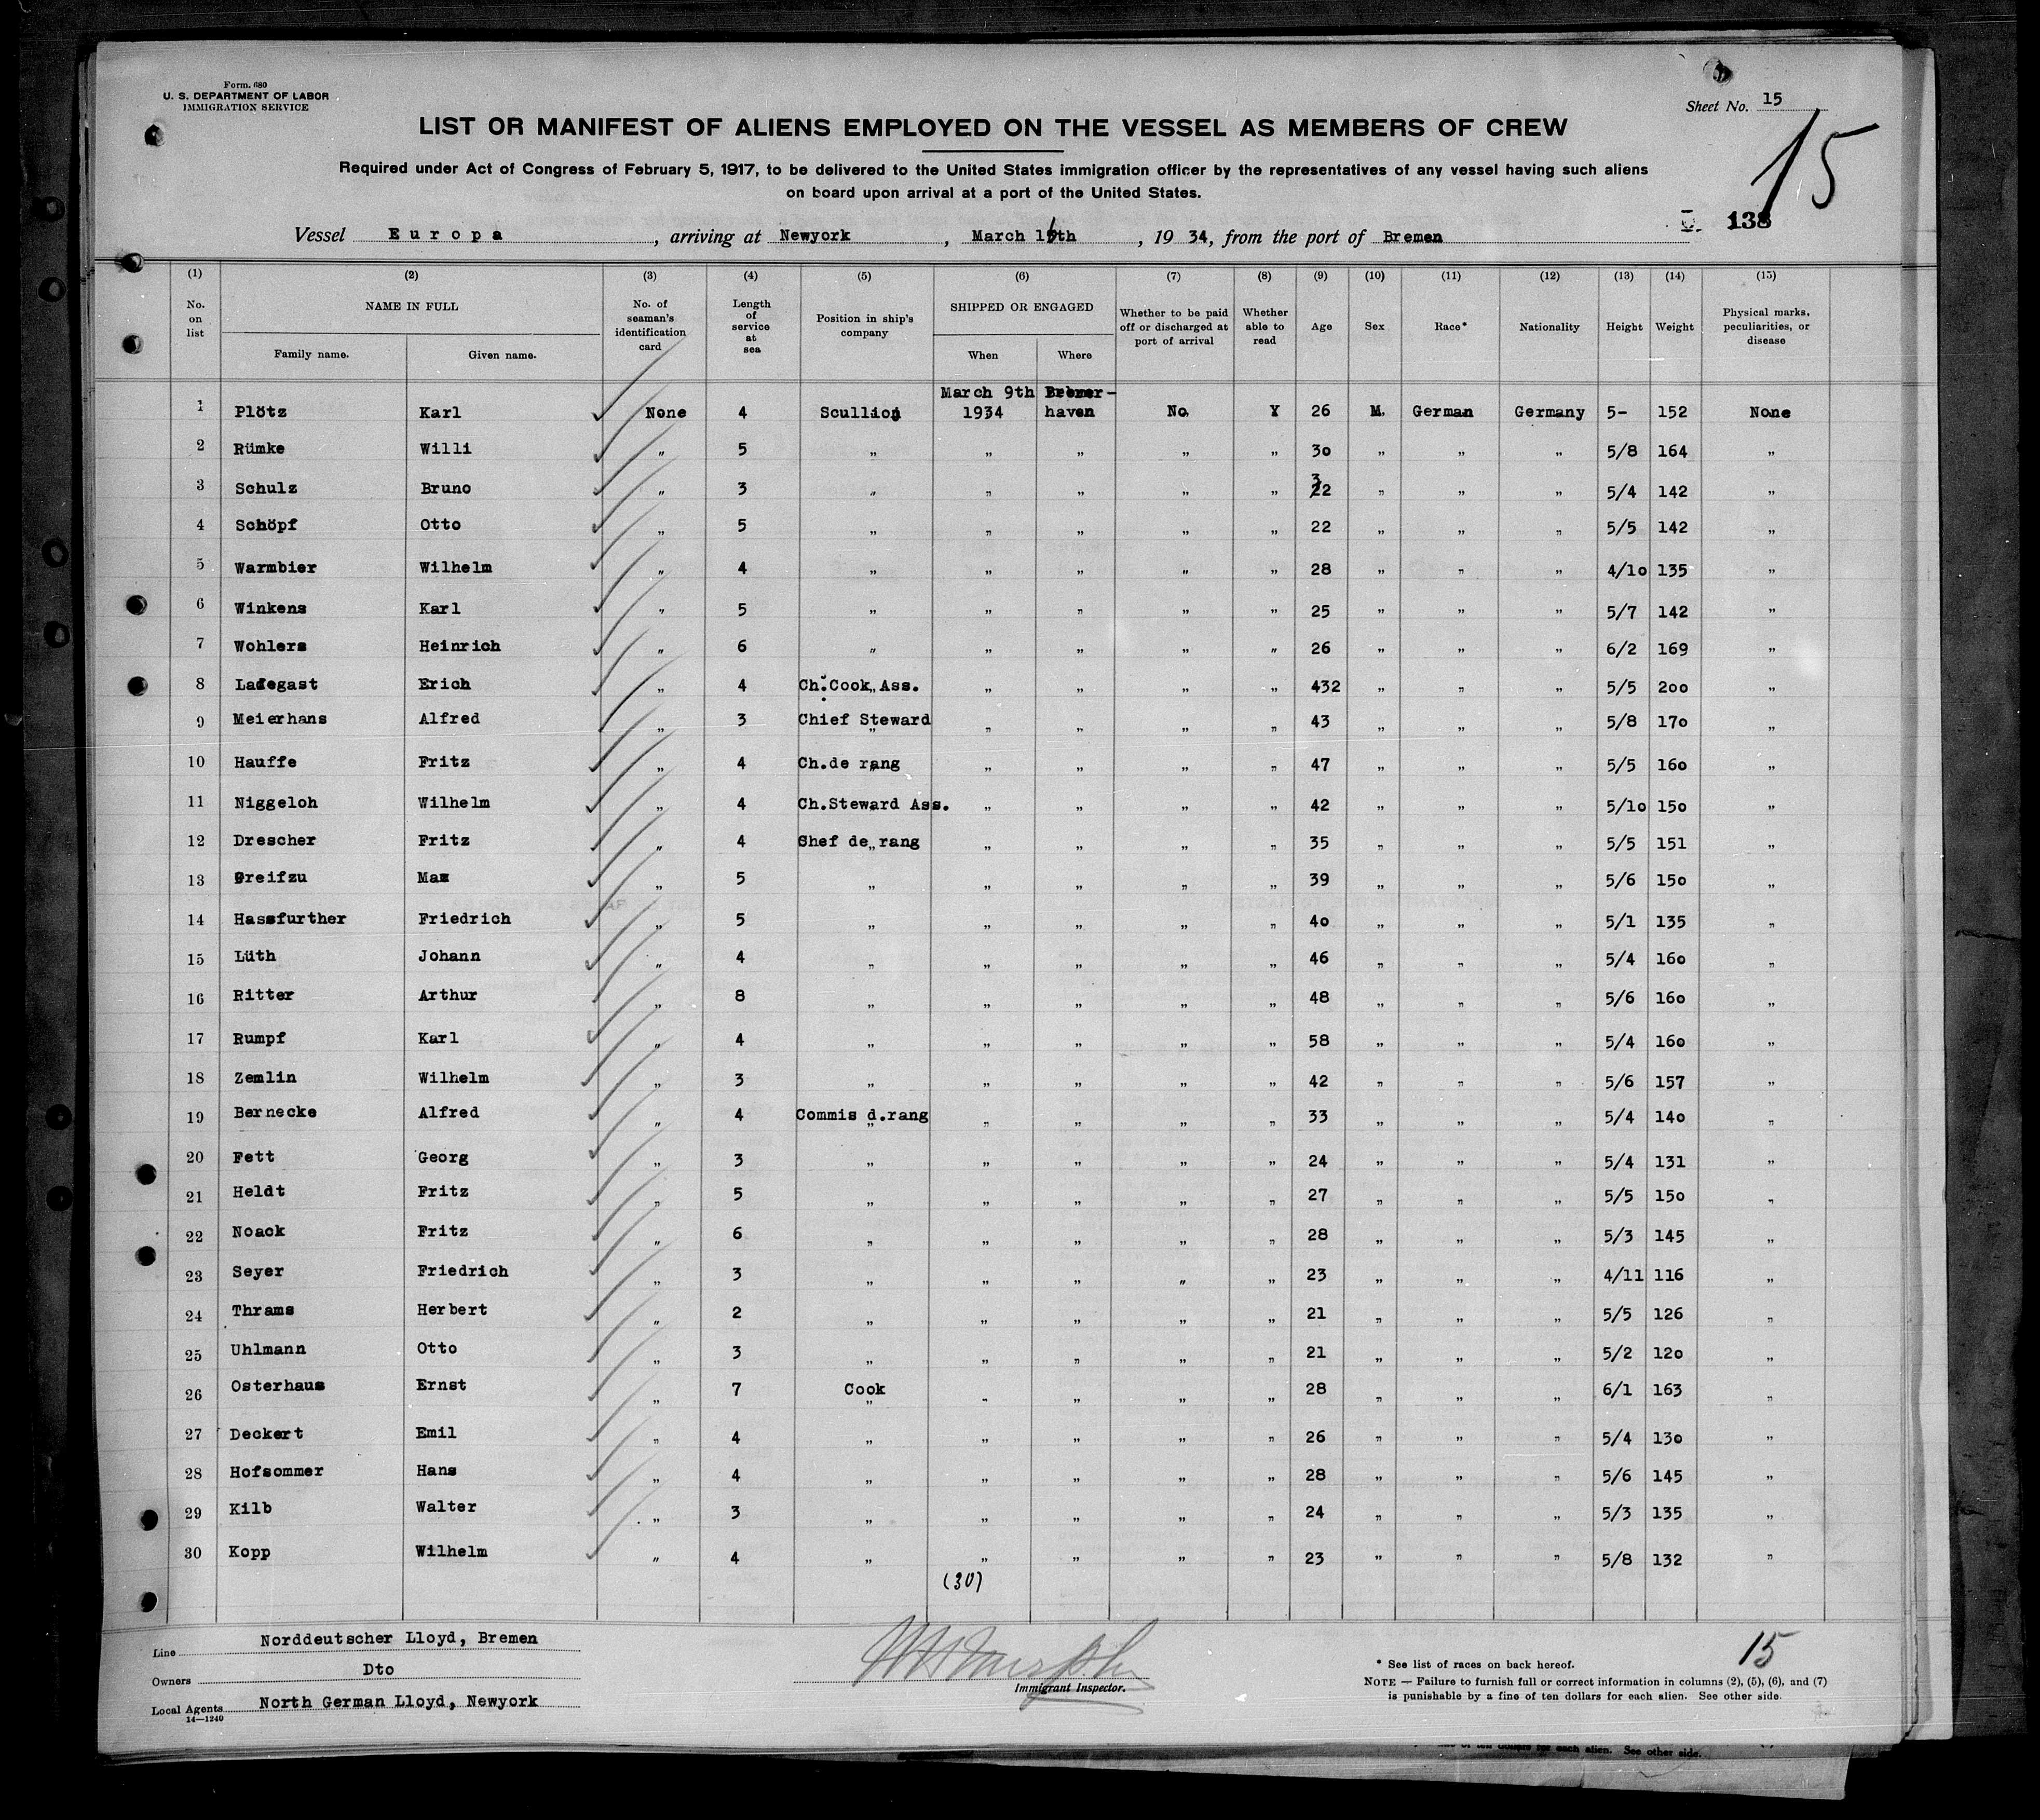 Form. 680
U. S. DEPARTMENT OF LABOR
IMMIGRATION SERVICE
Sheet No. 15
LIST OR MANIFEST OF ALIENS EMPLOYED ON THE VESSEL AS MEMBERS OF CREW
15
Required under Act of Congress of February 5, 1917, to be delivered to the United States immigration officer by the representatives of any vessel having such aliens
on board upon arrival at a port of the United States.
138
Vessel Europa, arriving at Newyork, March 15th, 1934, from the port of Bremen
(1) (2) (3) (4) (5) (6) (7) (8) (9) (10) (11) (12) (13) (14) (15)
No. on list NAME IN FULL Family name. Given name. No. of seaman's identification card Length of service at sea Position in ship's company SHIPPED OR ENGAGED When Where Whether to be paid off or discharged at port of arrival Whether able to read Age Sex Race* Nationality Height Weight Physical marks, peculiarities, or disease
March 9th Bremer-
1 Plötz Karl None 4 Scullion 1934 haven No. Y 26 M. German Germany 5- 152 None
2 Rümke Willi " 5 " " " " " 30 " " " 5/8 164 "
3 Schulz Bruno " 3 " " " " " 322 " " " 5/4 142 "
4 Schöpf Otto " 5 " " " " " 22 " " " 5/5 142 "
5 Warmbier Wilhelm " 4 " " " " " 28 " " " 4/10 135 "
6 Winkens Karl " 5 " " " " " 25 " " " 5/7 142 "
7 Wohlers Heinrich " 6 " " " " " 26 " " " 6/2 169 "
8 Ladegast Erich " 4 Ch.Cook Ass. " " " " 432 " " " 5/5 200 "
9 Meierhans Alfred " 3 Chief Steward " " " " 43 " " " 5/8 170 "
10 Hauffe Fritz " 4 Ch.de rang " " " " 47 " " " 5/5 160 "
11 Niggeloh Wilhelm " 4 Ch.Steward Ass. " " " " 42 " " " 5/10 150 "
12 Drescher Fritz " 4 Chef de rang " " " " 35 " " " 5/5 151 "
13 Greifzu Max " 5 " " " " " 39 " " " 5/6 150 "
14 Hassfurther Friedrich " 5 " " " " " 40 " " " 5/1 135 "
15 Lüth Johann " 4 " " " " " 46 " " " 5/4 160 "
16 Ritter Arthur " 8 " " " " " 48 " " " 5/6 160 "
17 Rumpf Karl " 4 " " " " " 58 " " " 5/4 160 "
18 Zemlin Wilhelm " 3 " " " " " 42 " " " 5/6 157 "
19 Bernecke Alfred " 4 Commis d.rang " " " " 33 " " " 5/4 140 "
20 Fett Georg " 3 " " " " " 24 " " " 5/4 131 "
21 Heldt Fritz " 5 " " " " " 27 " " " 5/5 150 "
22 Noack Fritz " 6 " " " " " 28 " " " 5/3 145 "
23 Seyer Friedrich " 3 " " " " " 23 " " " 4/11 116 "
24 Thrams Herbert " 2 " " " " " 21 " " " 5/5 126 "
25 Uhlmann Otto " 3 " " " " " 21 " " " 5/2 120 "
26 Osterhaus Ernst " 7 Cook " " " " 28 " " " 6/1 163 "
27 Deckert Emil " 4 " " " " " 26 " " " 5/4 130 "
28 Hofsommer Hans " 4 " " " " " 28 " " " 5/6 145 "
29 Kilb Walter " 3 " " " " " 24 " " " 5/3 135 "
30 Kopp Wilhelm " 4 " " " " " 23 " " " 5/8 132 "
(30)
Line Norddeutscher Lloyd, Bremen
Owners Dto
Local Agents North German Lloyd, Newyork
14—1240
Immigrant Inspector.
15
* See list of races on back hereof.
NOTE — Failure to furnish full or correct information in columns (2), (5), (6), and (7)
is punishable by a fine of ten dollars for each alien. See other side.
of ten dollars for each alien. See other side.